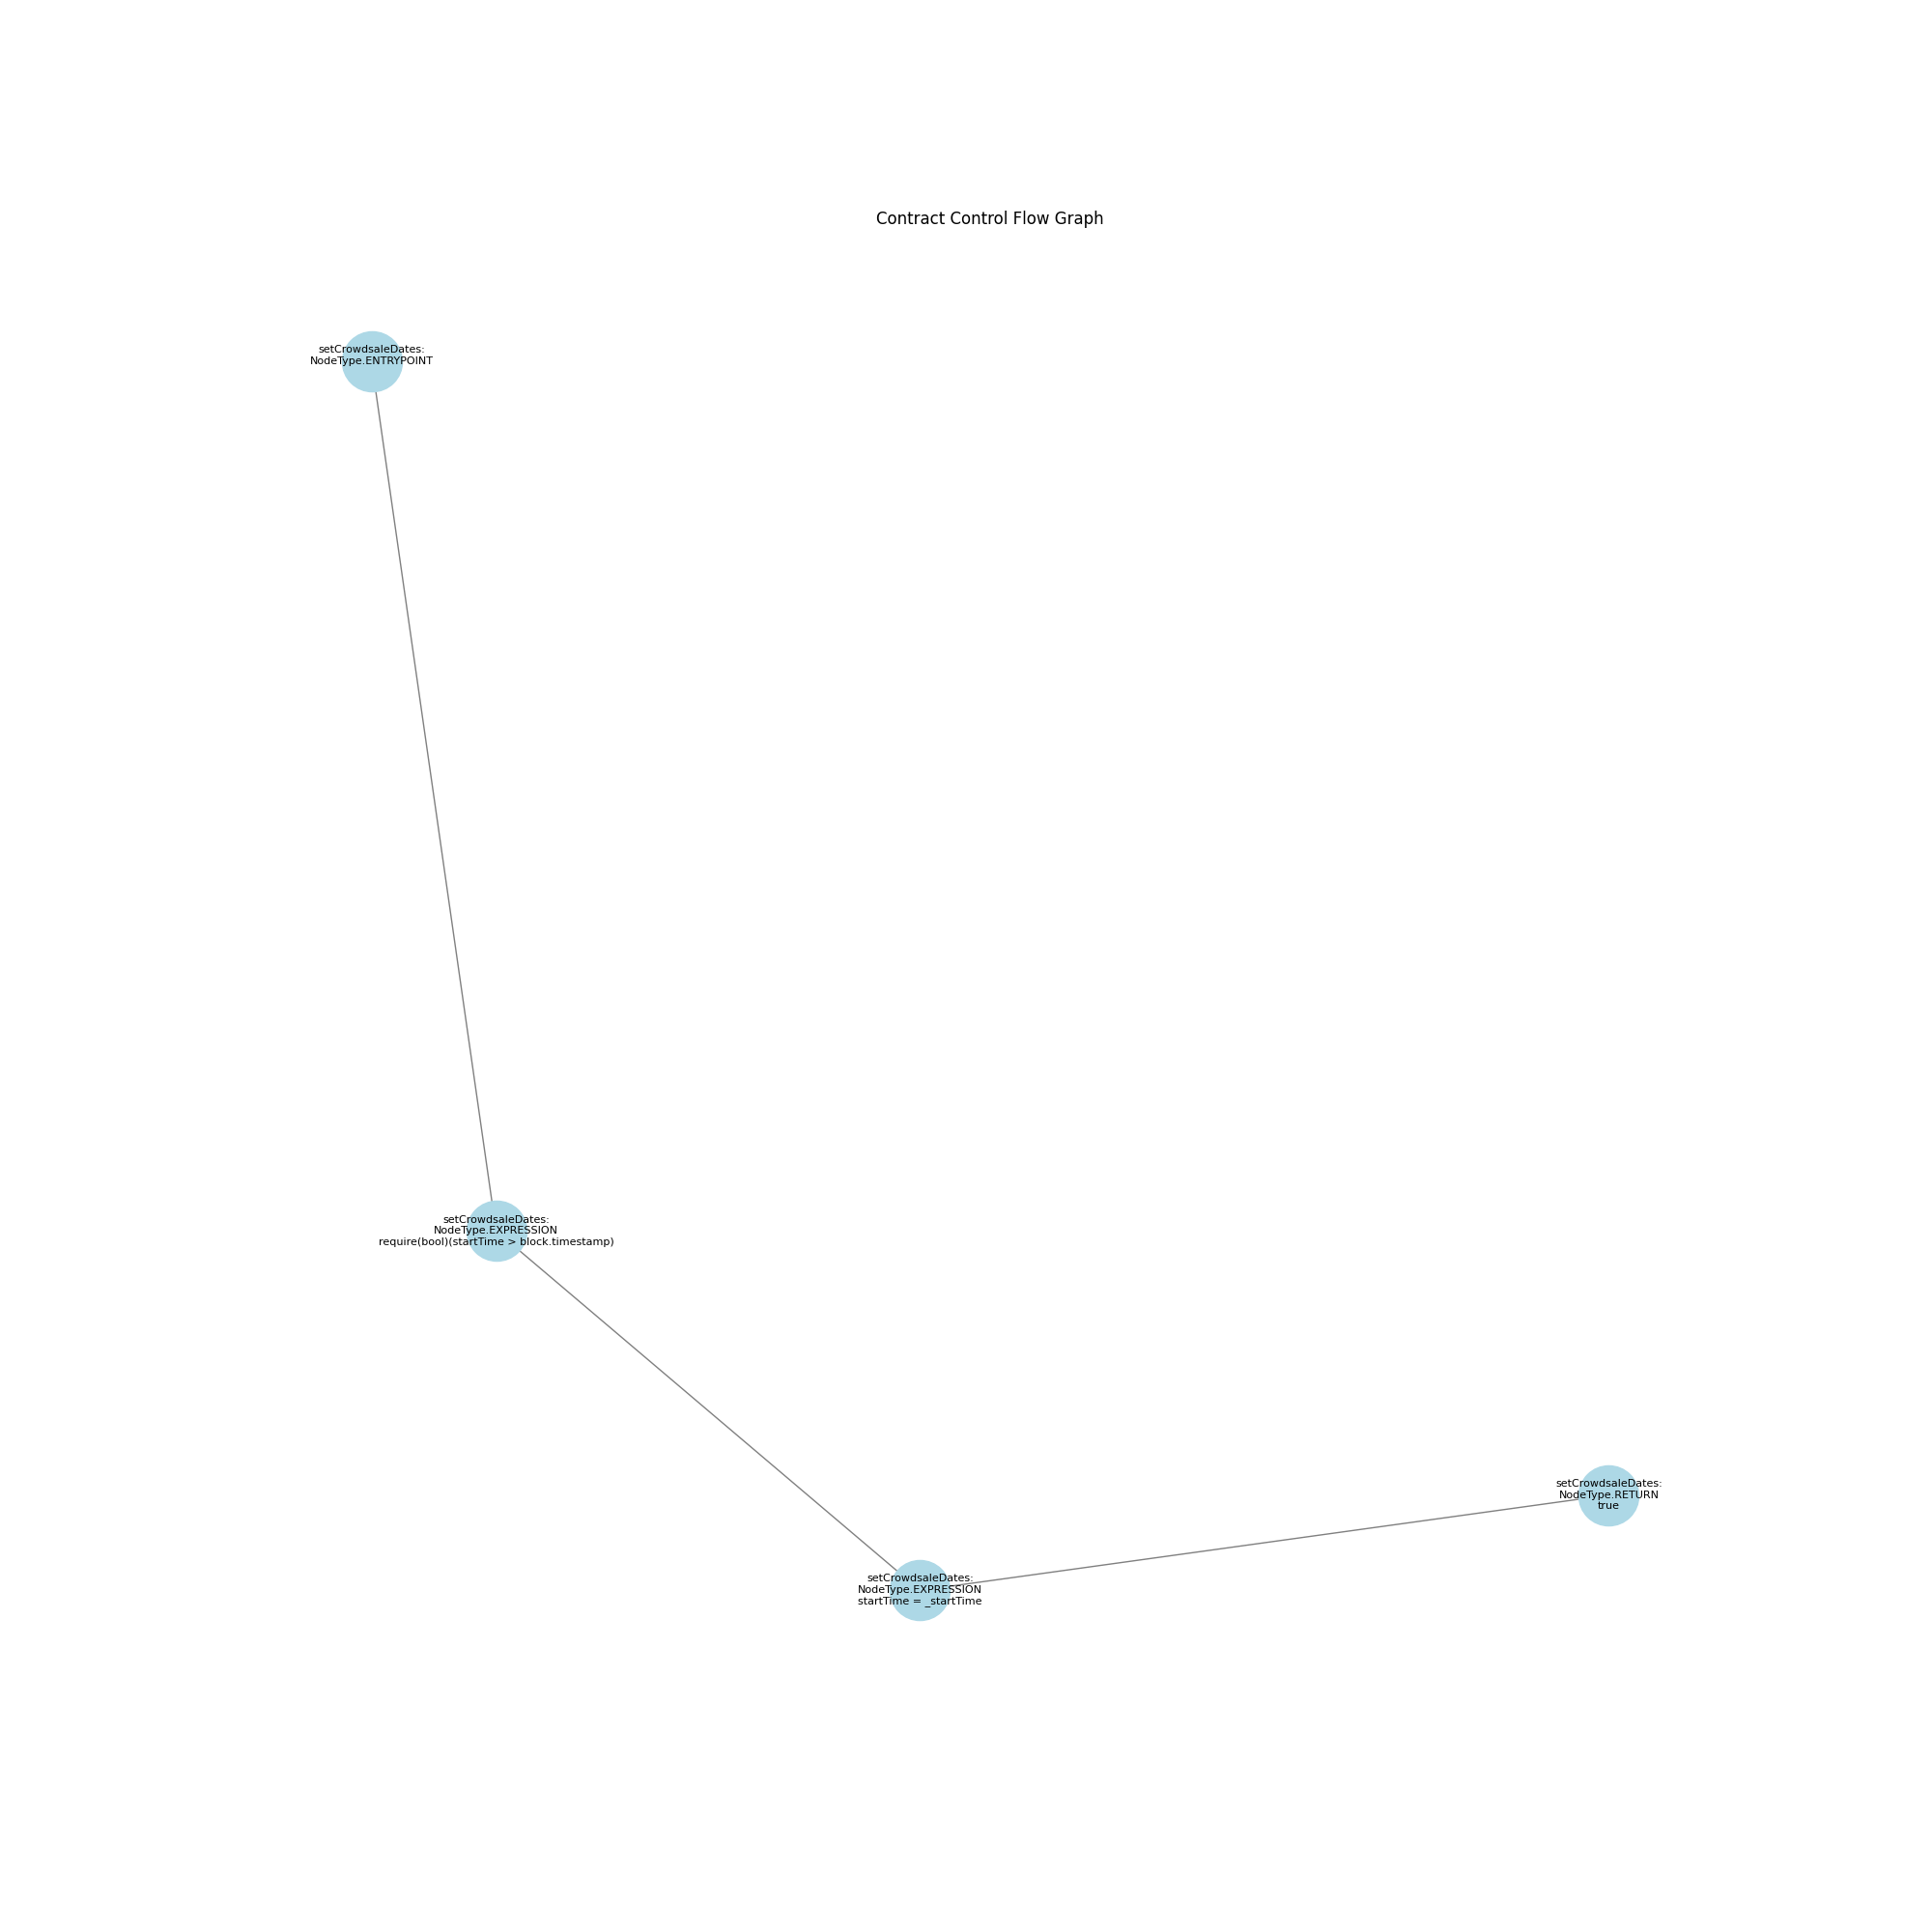 Contract Control Flow Graph
setCrowdsaleDates:
NodeType.ENTRYPOINT
setCrowdsaleDates:
NodeType.EXPRESSION
require(bool)(startTime > block.timestamp)
setCrowdsaleDates:
NodeType.RETURN
true
setCrowdsaleDates:
NodeType.EXPRESSION
startTime = _startTime